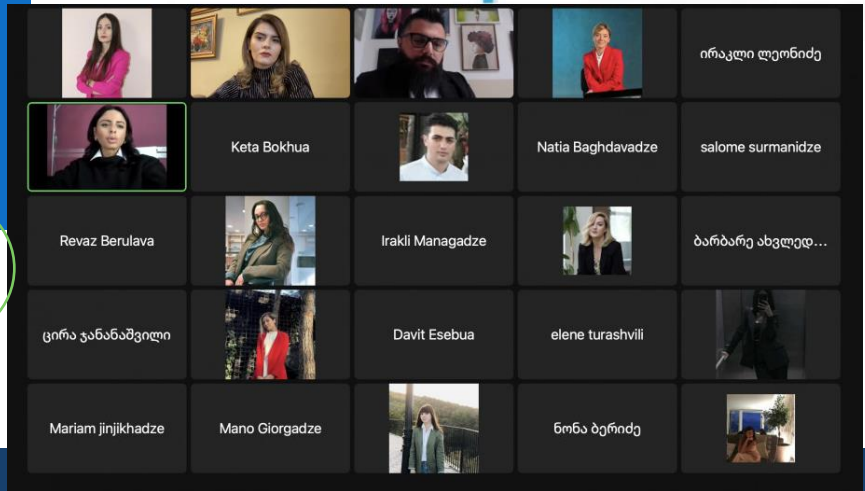 ირაკლი ლეონიძე
Keta Bokhua
Natia Baghdavadze
salome surmanidze
Revaz Berulava
Irakli Managadze
ბარბარე ახვლედ...
ცირა ჯანანაშვილი
Davit Esebua
elene turashvili
Mariam jinjikhadze
Mano Giorgadze
ნონა ბერიძე